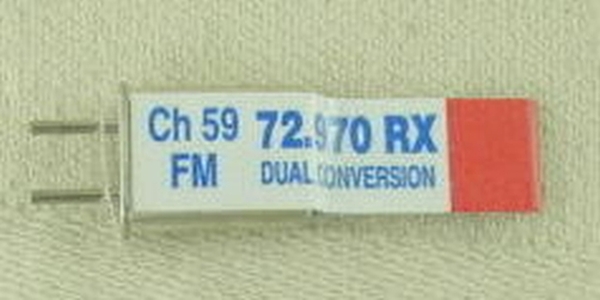 Ch 59 72.970 RX
FM DUAL CONVERSION